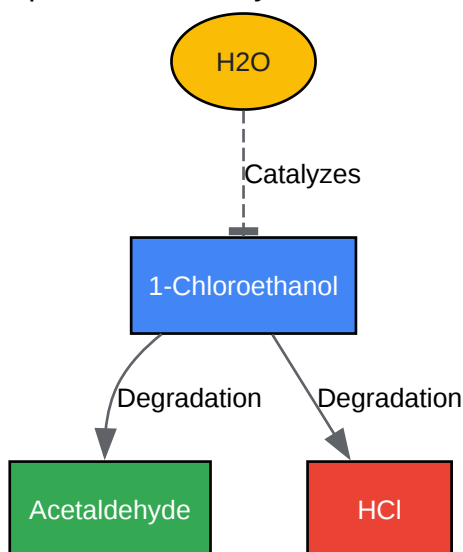 H2O
Catalyzes
1-Chloroethanol
Degradation
Degradation
Acetaldehyde
HCl